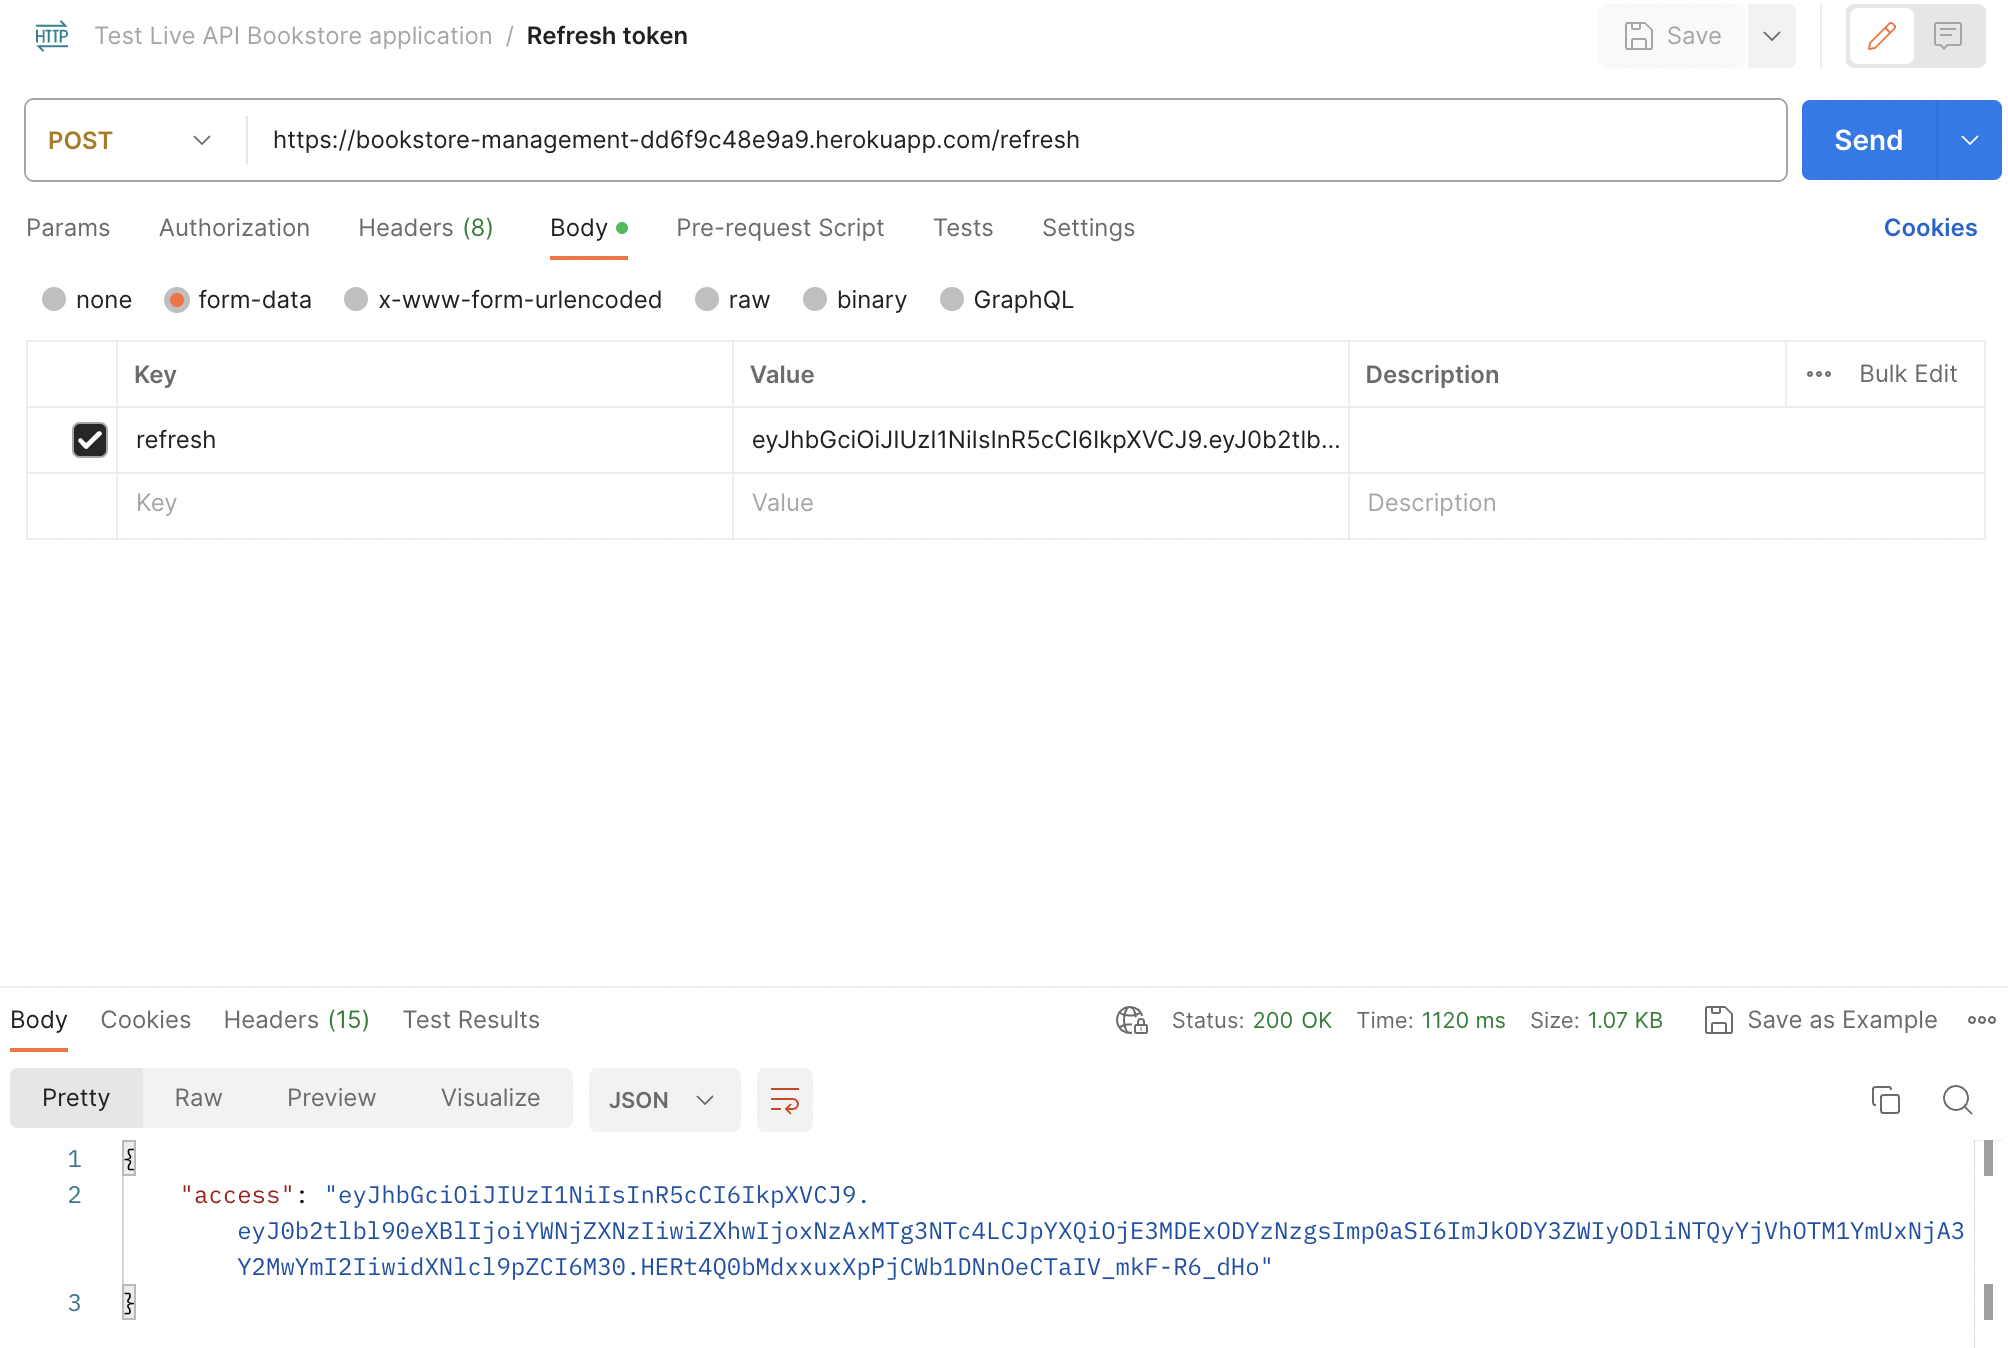 HTTP Test Live API Bookstore application / Refresh token Save
POST https://bookstore-management-dd6f9c48e9a9.herokuapp.com/refresh Send
Params Authorization Headers (8) Body Pre-request Script Tests Settings Cookies
none form-data x-www-form-urlencoded raw binary GraphQL
Key Value Description Bulk Edit
refresh eyJhbGciOiJIUzI1NiIsInR5cCI6IkpXVCJ9.eyJ0b2tlb...
Key Value Description
Body Cookies Headers (15) Test Results Status: 200 OK Time: 1120 ms Size: 1.07 KB Save as Example
Pretty Raw Preview Visualize JSON
1 {
2 "access": "eyJhbGciOiJIUzI1NiIsInR5cCI6IkpXVCJ9.
eyJ0b2tlbl90eXBlIjoiYWNjZXNzIiwiZXhwIjoxNzAxMTg3NTc4LCJpYXQiOjE3MDExODYzNzgsImp0aSI6ImJkODY3ZWIyODliNTQyYjVhOTM1YmUxNjA3
Y2MwYmI2IiwidXNlcl9pZCI6M30.HERt4Q0bMdxxuxXpPjCWb1DNnOeCTaIV_mkF-R6_dHo"
3 }